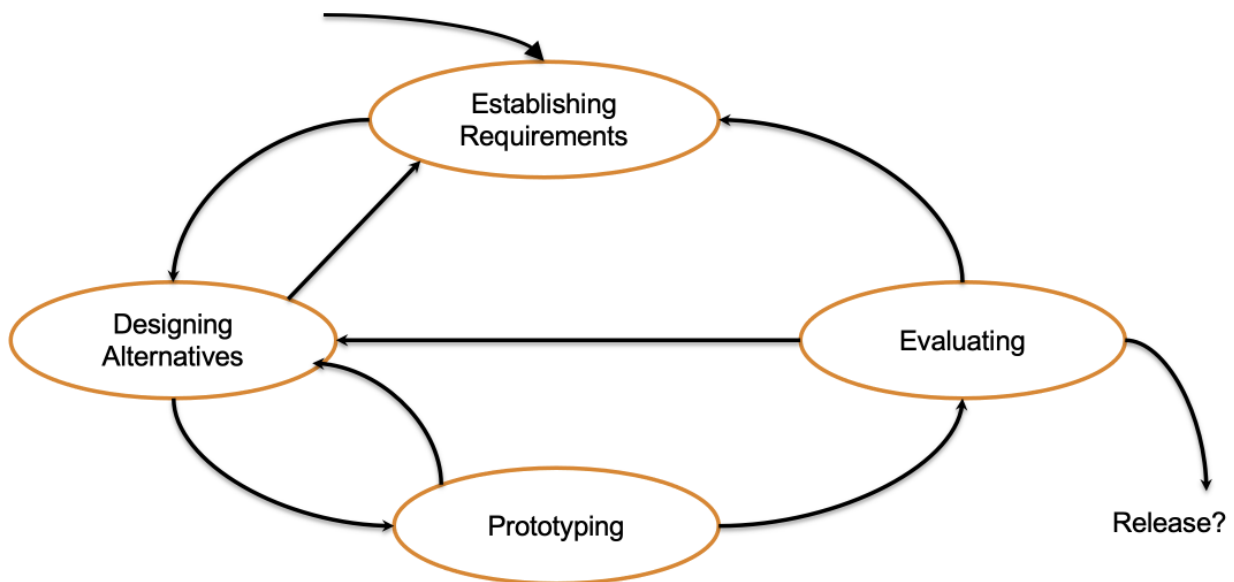 Establishing
Requirements
Designing
Alternatives
Evaluating
Prototyping
Release?